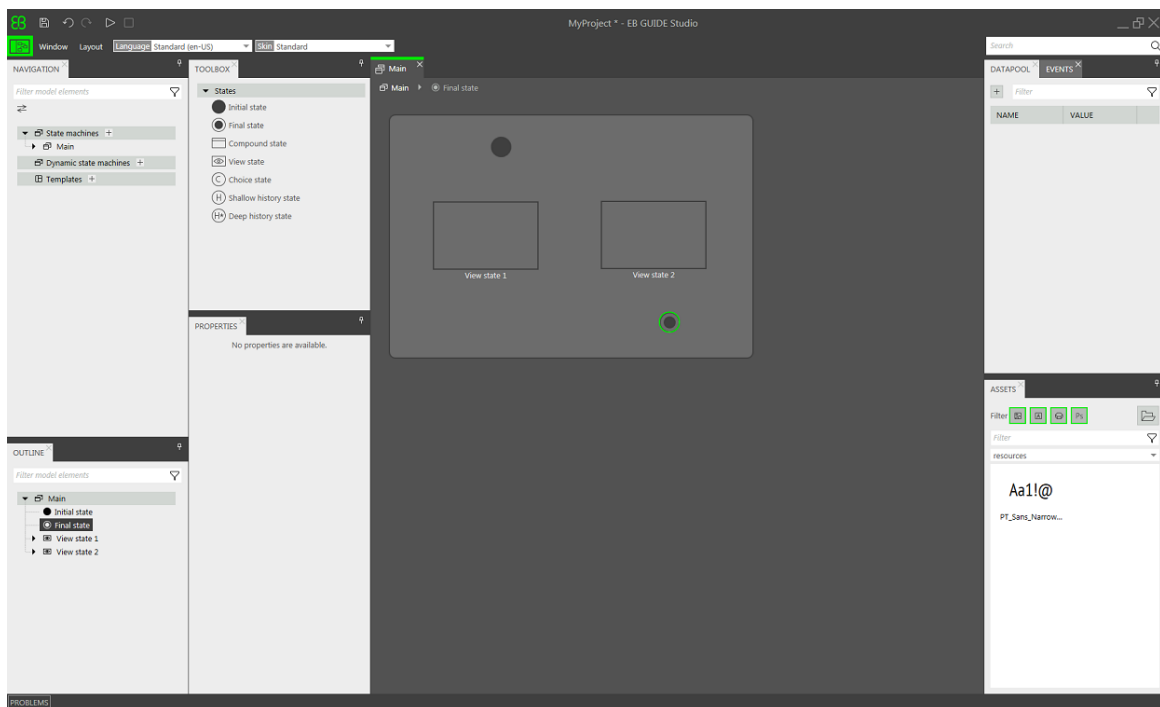 EB
MyProject * - EB GUIDE Studio
Window Layout Language Standard (en-US) Skin Standard
Search
NAVIGATION
Filter model elements
State machines +
Main
Dynamic state machines +
Templates +
OUTLINE
Filter model elements
Main
Initial state
Final state
View state 1
View state 2
TOOLBOX
States
Initial state
Final state
Compound state
View state
C Choice state
H Shallow history state
H* Deep history state
PROPERTIES
No properties are available.
Main
Main Final state
View state 1
View state 2
DATAPOOL EVENTS
+ Filter
NAME VALUE
ASSETS
Filter A Ps
Filter
resources
Aa1!@
PT_Sans_Narrow...
PROBLEMS